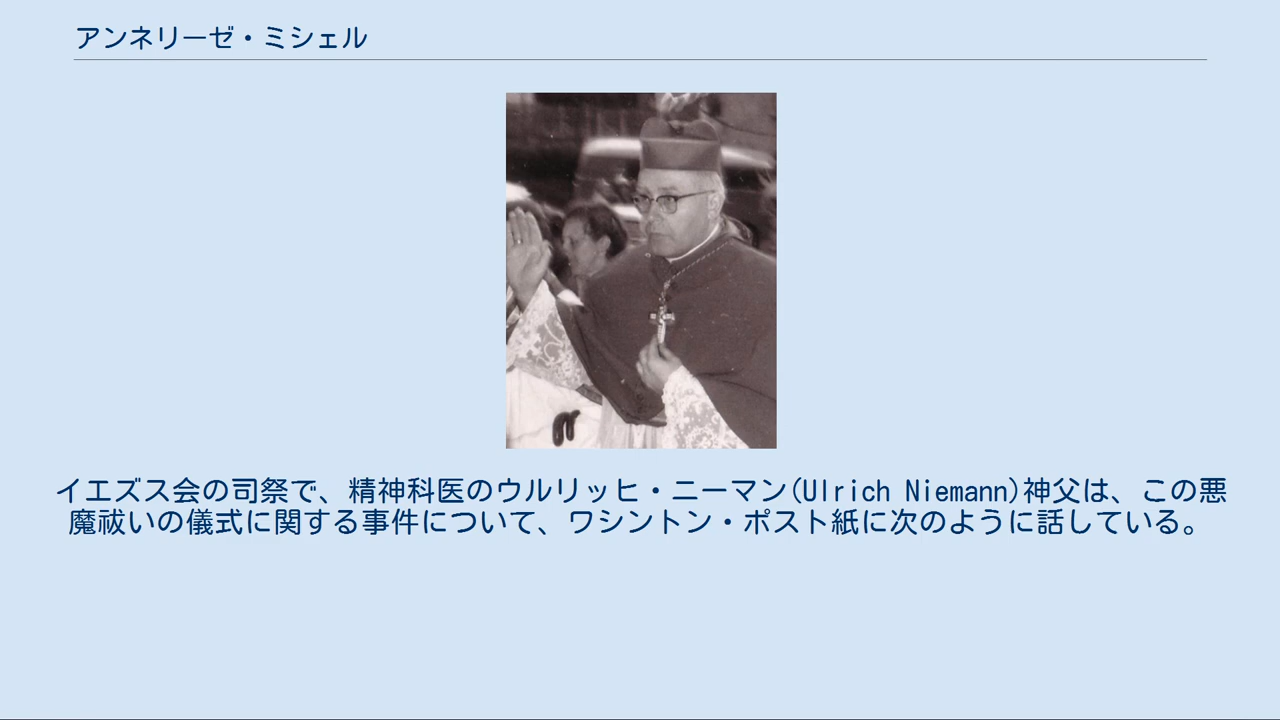 アンネリーゼ・ミシェル
イエズス会の司祭で、精神科医のウルリッヒ・ニーマン(Ulrich Niemann)神父は、この悪
魔祓いの儀式に関する事件について、ワシントン・ポスト紙に次のように話している。